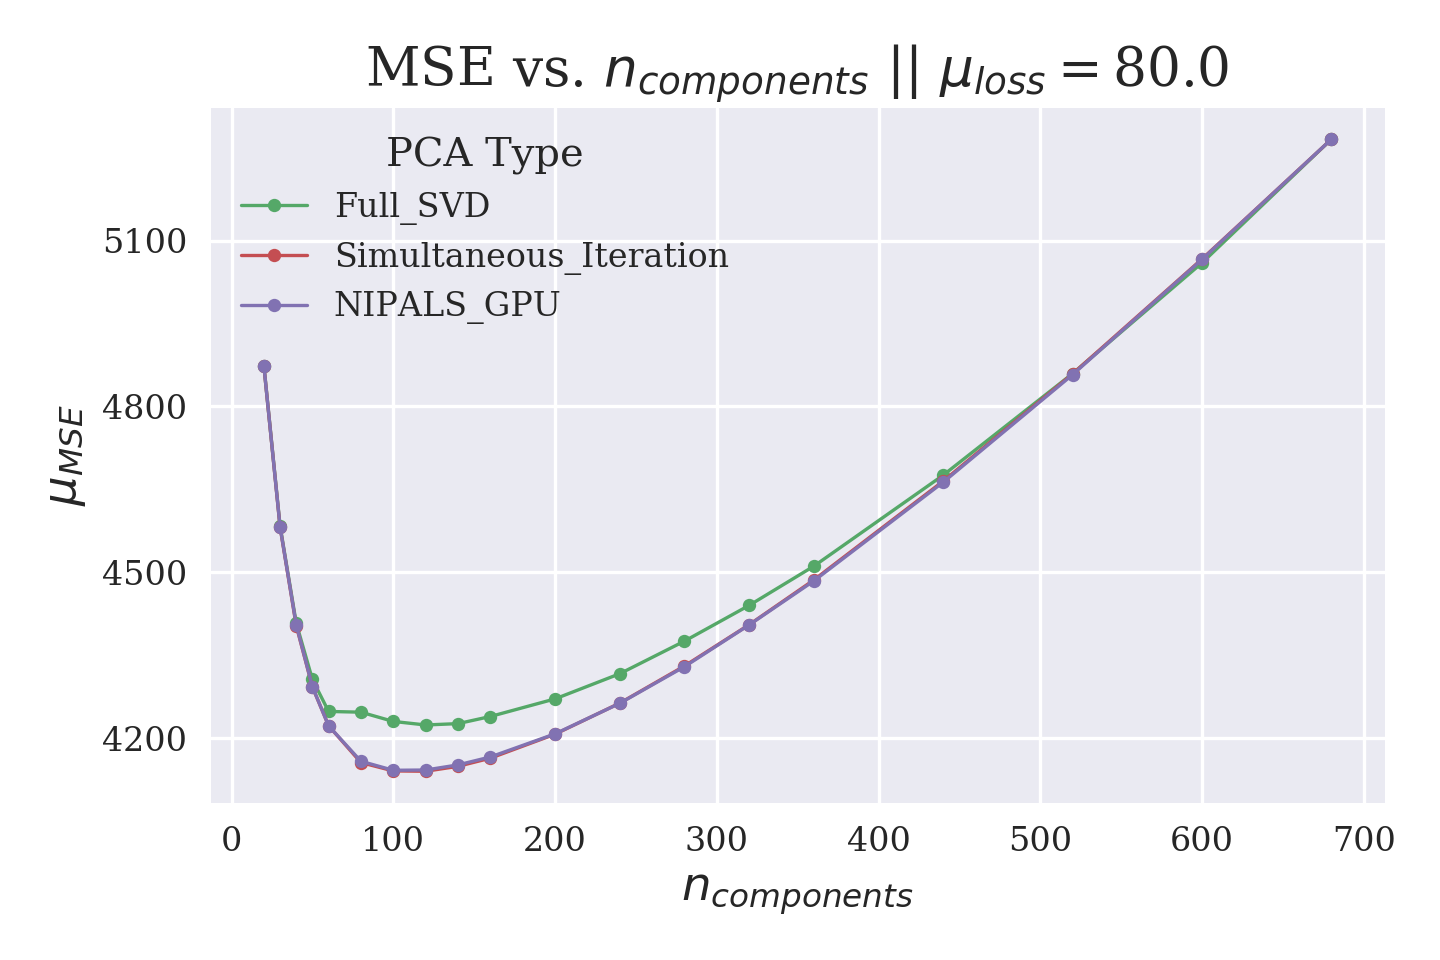 MSE vs. n_components || μ_loss = 80.0
PCA Type
Full_SVD
Simultaneous_Iteration
NIPALS_GPU
5100
4800
4500
4200
μ_MSE
0 100 200 300 400 500 600 700
n_components